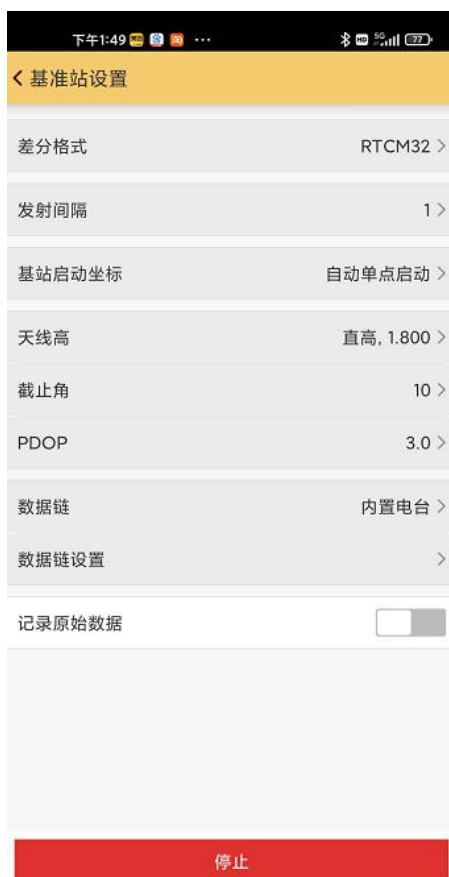 下午1:49 ...
HD 5G 77
基准站设置
差分格式 RTCM32
发射间隔 1
基站启动坐标 自动单点启动
天线高 直高, 1.800
截止角 10
PDOP 3.0
数据链 内置电台
数据链设置
记录原始数据
停止